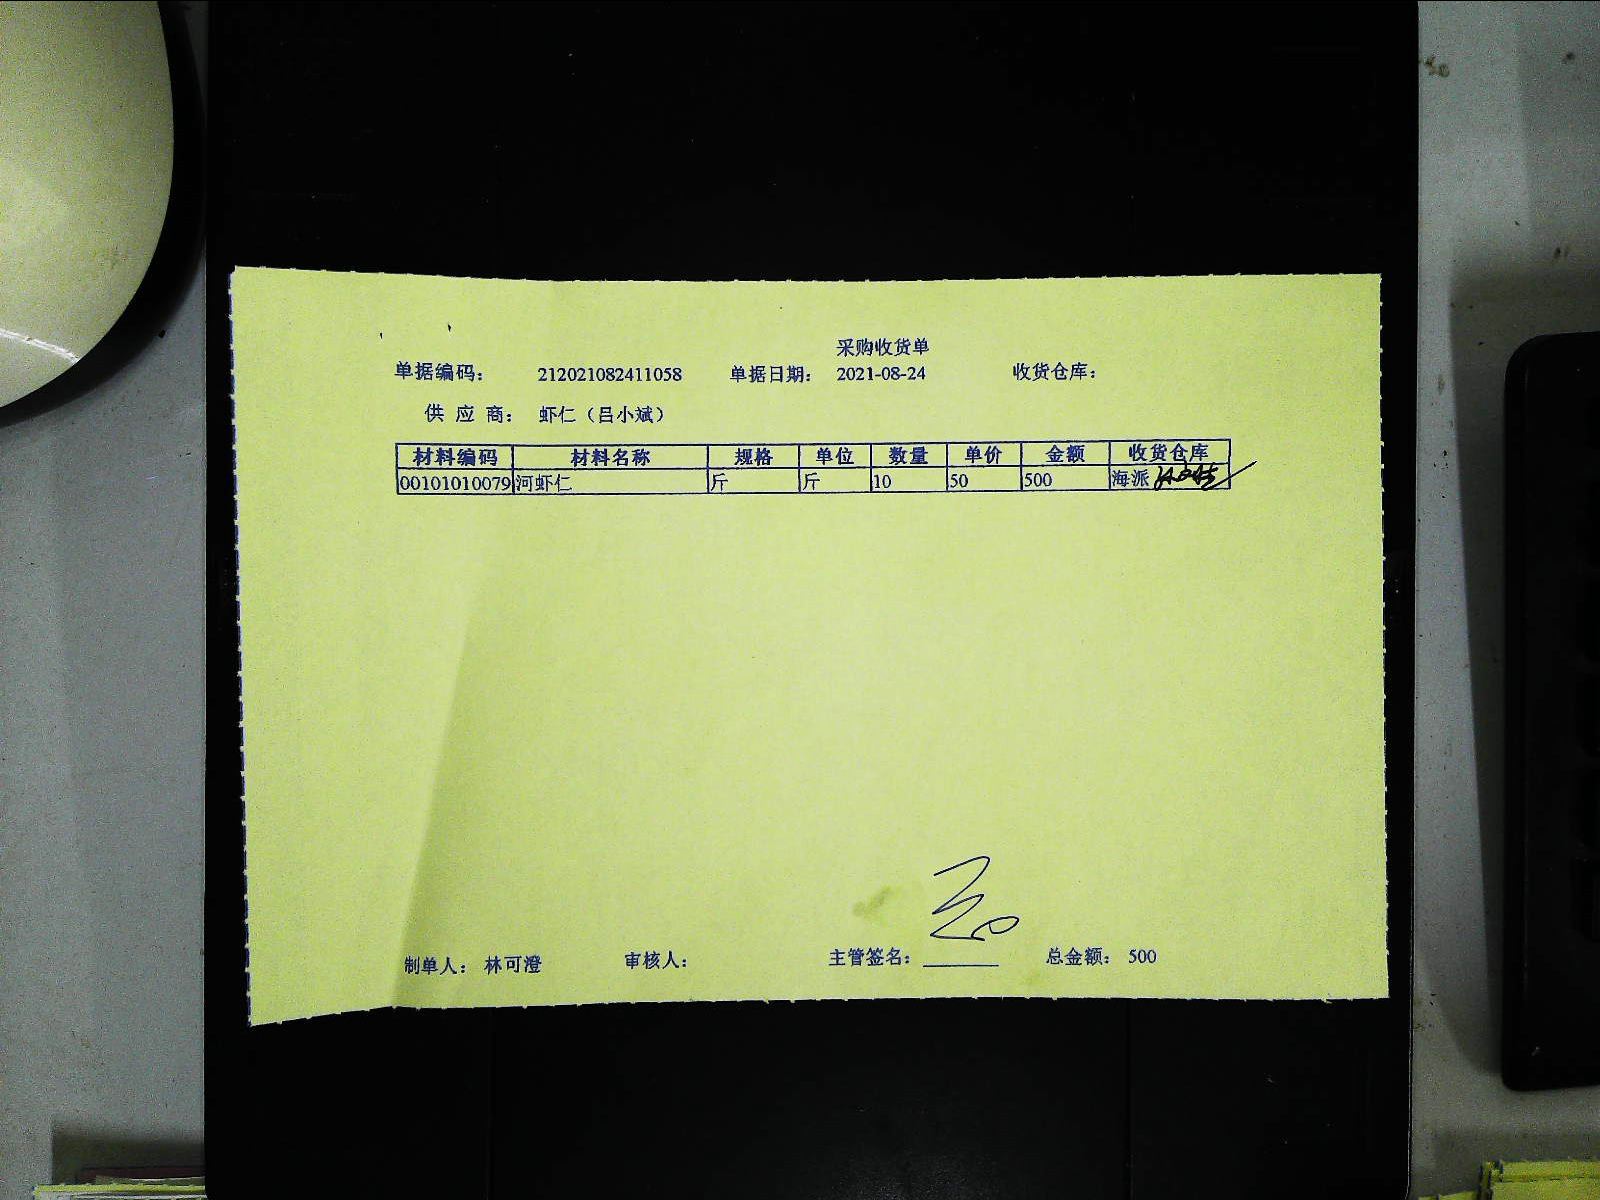 采购收货单
单据编码： 212021082411058 单据日期： 2021-08-24 收货仓库：
供 应 商： 虾仁（吕小斌）
材料编码 材料名称 规格 单位 数量 单价 金额 收货仓库
00101010079 河虾仁 斤 斤 10 50 500 海派
制单人： 林可澄 审核人： 主管签名： 总金额： 500